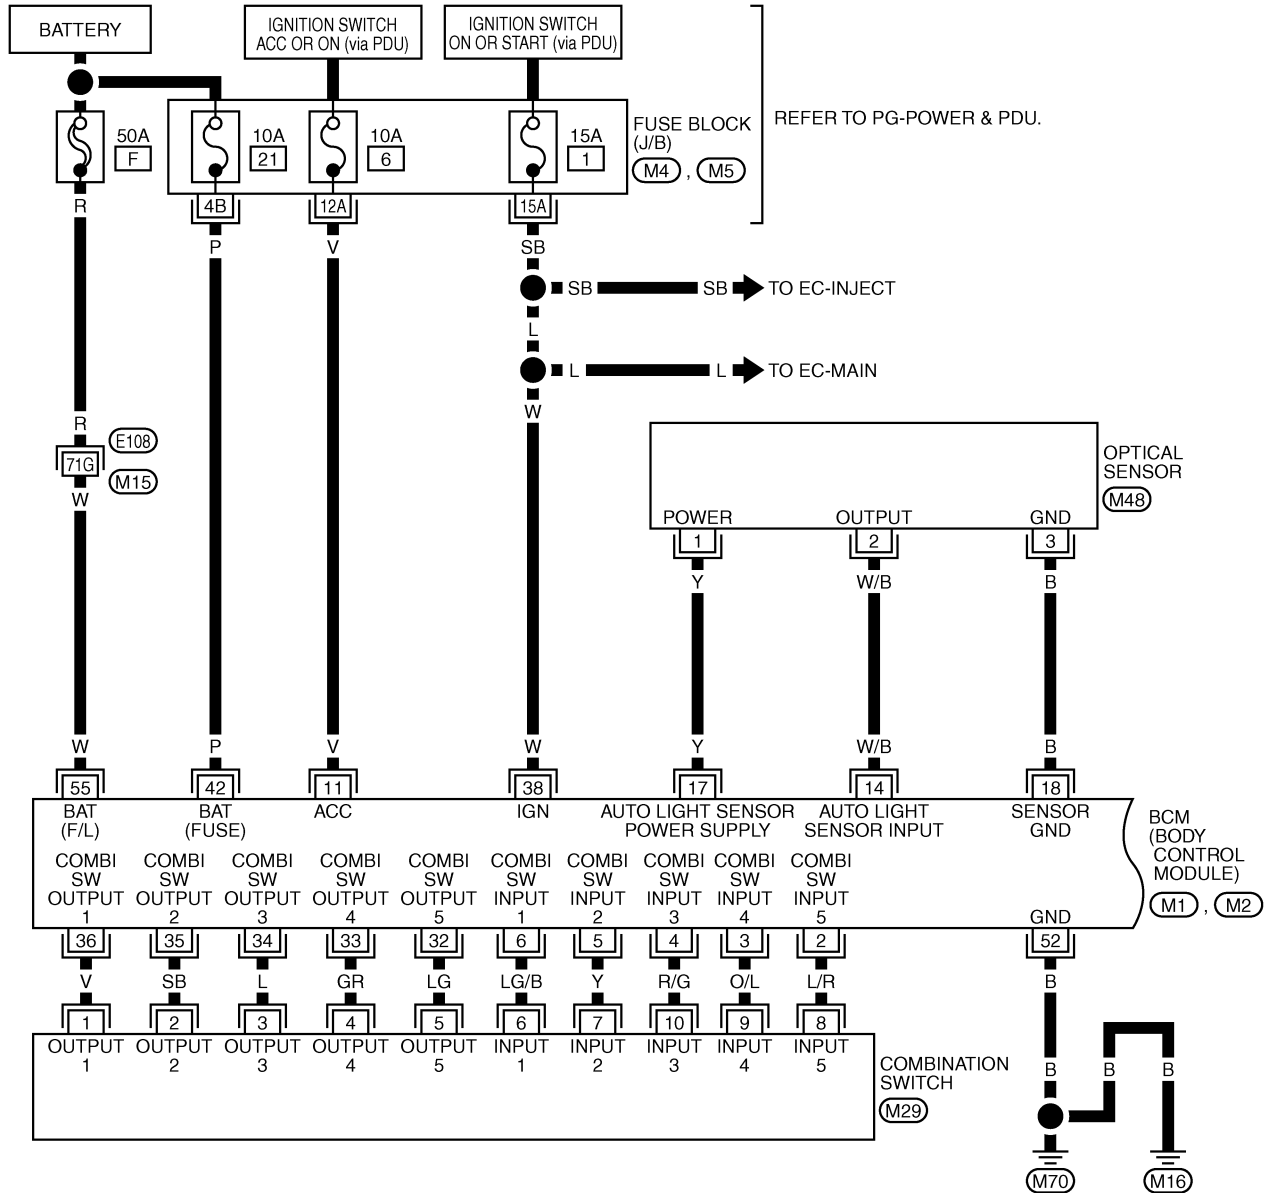 BATTERY
IGNITION SWITCH
ACC OR ON (via PDU)
IGNITION SWITCH
ON OR START (via PDU)
REFER TO PG-POWER & PDU.
50A
F
10A
21
10A
6
15A
1
FUSE BLOCK
(J/B)
M4 , M5
R
4B
12A
15A
P
V
SB
SB
SB
TO EC-INJECT
L
L
L
TO EC-MAIN
W
R
E108
71G
M15
W
OPTICAL
SENSOR
M48
POWER
OUTPUT
GND
1
2
3
Y
W/B
B
W
P
V
W
Y
W/B
B
55
42
11
38
17
14
18
BAT
(F/L)
BAT
(FUSE)
ACC
IGN
AUTO LIGHT SENSOR
POWER SUPPLY
AUTO LIGHT
SENSOR INPUT
SENSOR
GND
BCM
(BODY
CONTROL
MODULE)
M1 , M2
COMBI
SW
OUTPUT
1
COMBI
SW
OUTPUT
2
COMBI
SW
OUTPUT
3
COMBI
SW
OUTPUT
4
COMBI
SW
OUTPUT
5
COMBI
SW
INPUT
1
COMBI
SW
INPUT
2
COMBI
SW
INPUT
3
COMBI
SW
INPUT
4
COMBI
SW
INPUT
5
GND
36
35
34
33
32
6
5
4
3
2
52
V
SB
L
GR
LG
LG/B
Y
R/G
O/L
L/R
B
1
2
3
4
5
6
7
10
9
8
OUTPUT
1
OUTPUT
2
OUTPUT
3
OUTPUT
4
OUTPUT
5
INPUT
1
INPUT
2
INPUT
3
INPUT
4
INPUT
5
COMBINATION
SWITCH
M29
B
B
B
M70
M16